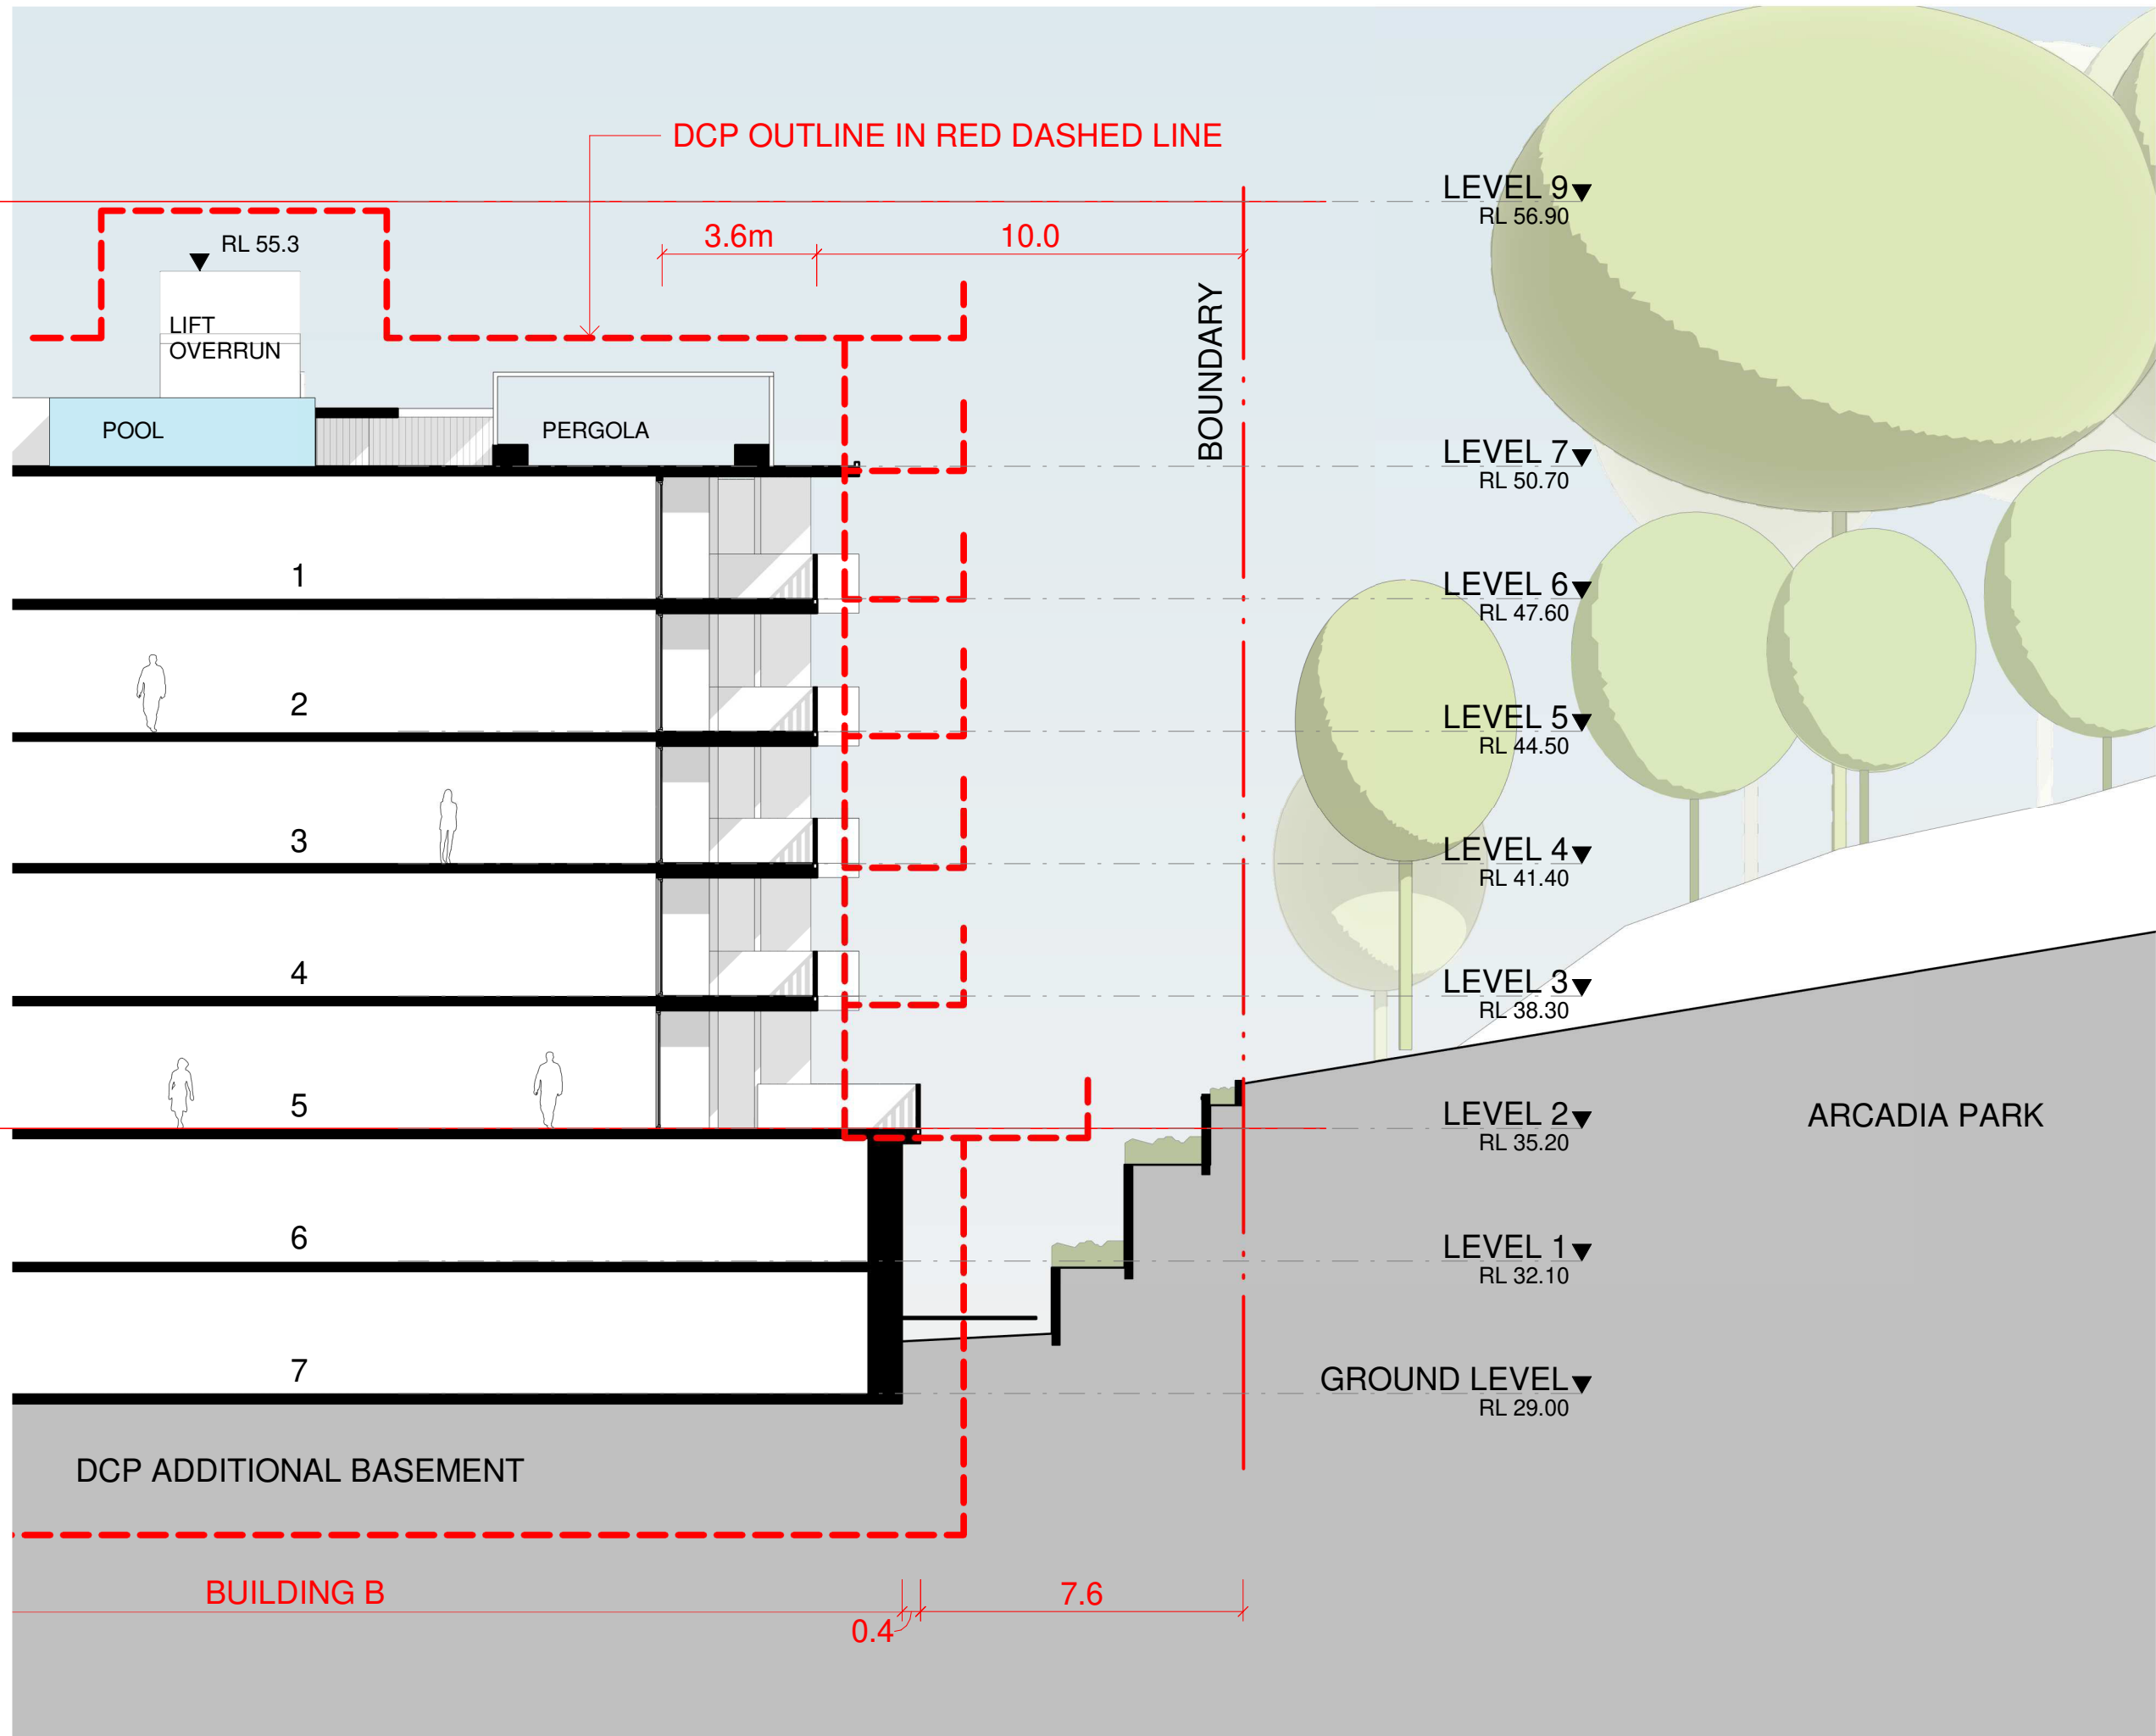 DCP OUTLINE IN RED DASHED LINE
LEVEL 9
RL 56.90
RL 55.3
3.6m
10.0
BOUNDARY
LIFT
OVERRUN
POOL
PERGOLA
LEVEL 7
RL 50.70
1
LEVEL 6
RL 47.60
2
LEVEL 5
RL 44.50
3
LEVEL 4
RL 41.40
4
LEVEL 3
RL 38.30
5
LEVEL 2
RL 35.20
ARCADIA PARK
6
LEVEL 1
RL 32.10
7
GROUND LEVEL
RL 29.00
DCP ADDITIONAL BASEMENT
BUILDING B
0.4
7.6